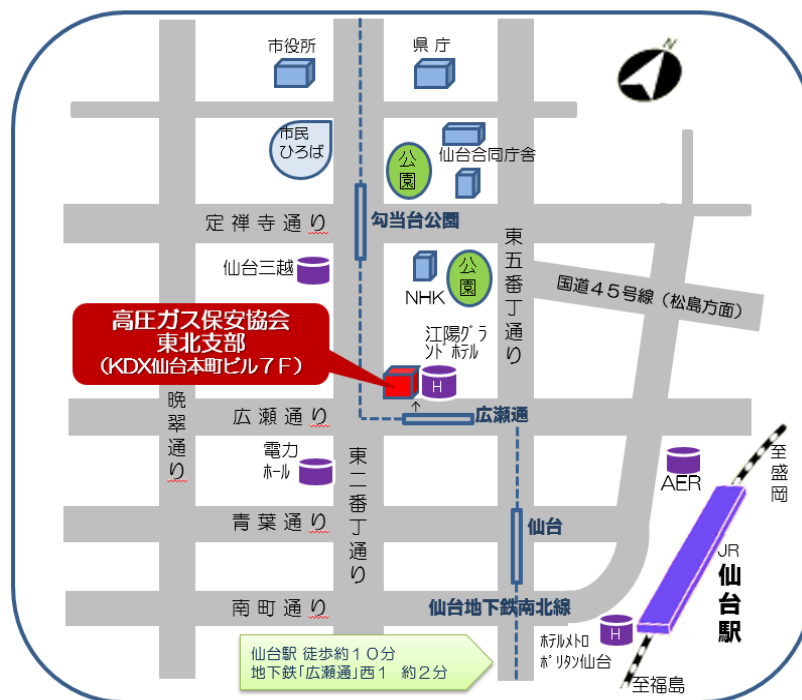 市役所
県 庁
N
市民
ひろば
公
園
仙台合同庁舎
定 禅 寺 通 り
勾当台公園
仙台三越
東五番丁通り
NHK
公
園
国道45号線（松島方面）
高圧ガス保安協会
東北支部
（KDX仙台本町ビル７Ｆ）
江陽グラ
ンドホテル
H
↑
晩翠通り
広 瀬 通 り
広瀬通
電力
ホール
東二番丁通り
AER
至盛岡
青 葉 通 り
仙台
JR
仙台駅
南 町 通 り
仙台地下鉄南北線
ホテルメトロ
ポリタン仙台
H
仙台駅 徒歩約１０分
地下鉄「広瀬通」西１ 約２分
至福島